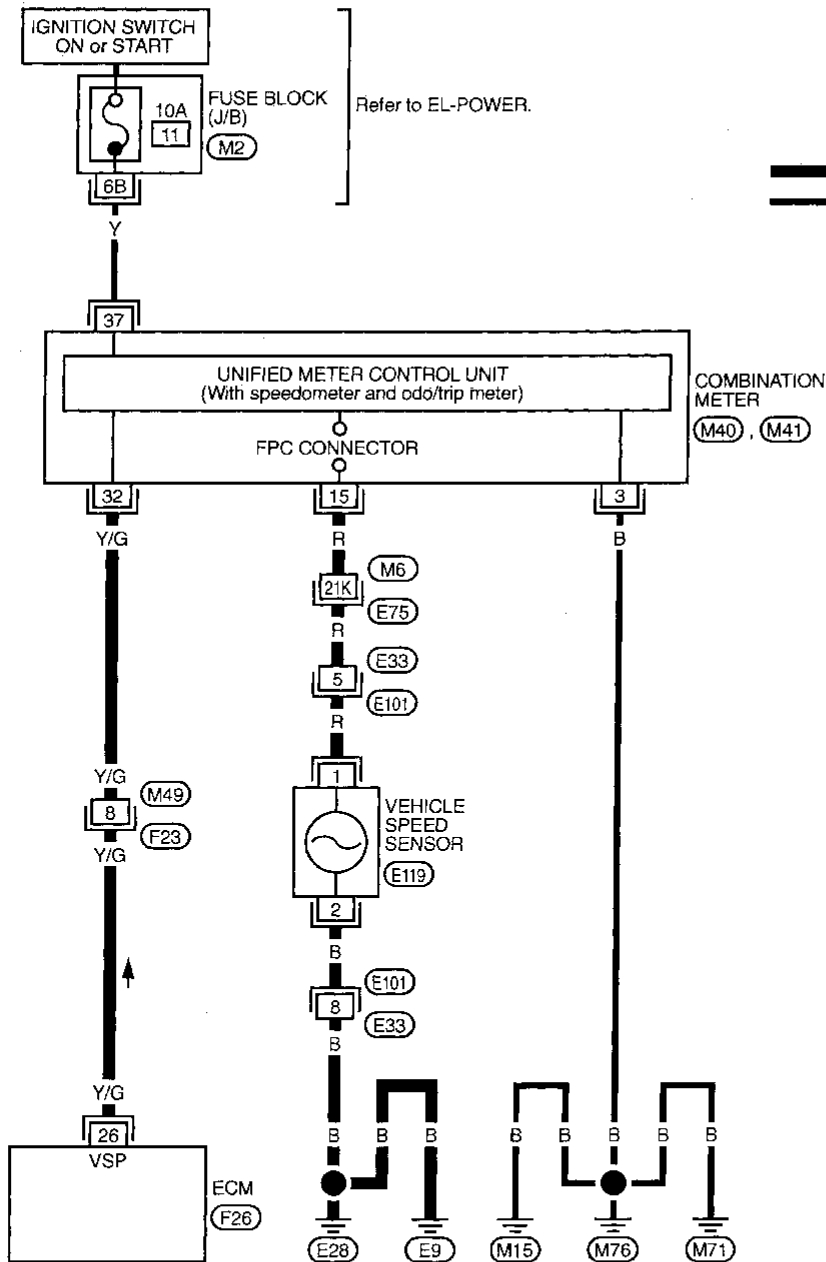 IGNITION SWITCH
ON or START
10A
11
FUSE BLOCK
(J/B)
M2
Refer to EL-POWER.
6B
Y
37
UNIFIED METER CONTROL UNIT
(With speedometer and odo/trip meter)
FPC CONNECTOR
COMBINATION
METER
M40 , M41
32
15
3
Y/G
R
B
21K
M6
E75
R
5
E33
E101
R
Y/G
8
M49
F23
Y/G
1
VEHICLE
SPEED
SENSOR
E119
2
B
8
E101
E33
B
Y/G
26
VSP
ECM
F26
B
B
B
B
B
B
B
B
E28
E9
M15
M76
M71